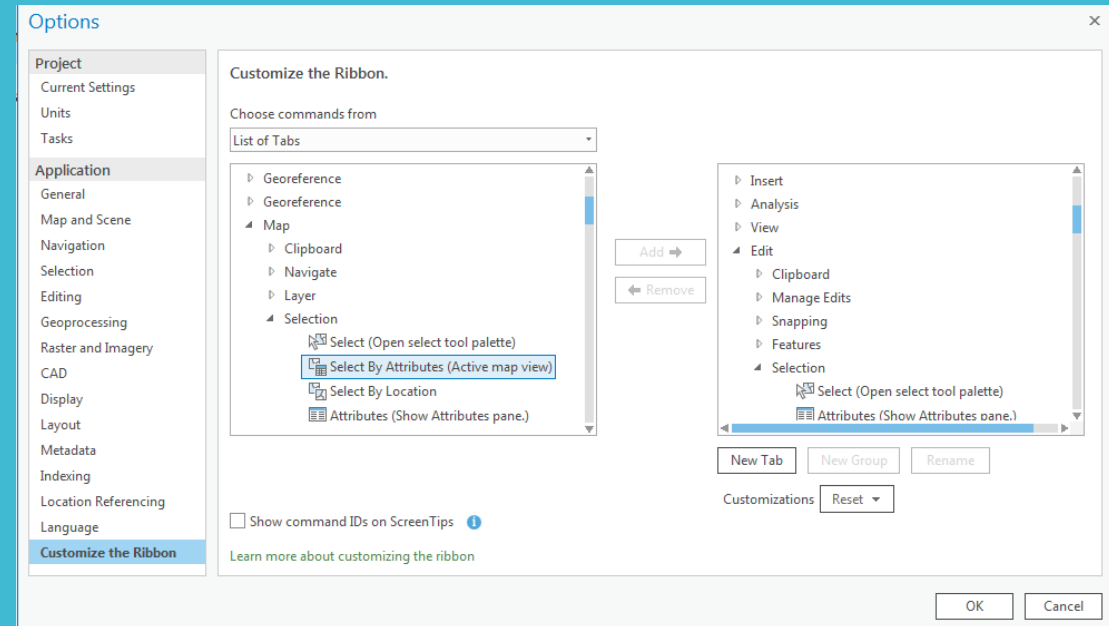 Options
Project
Current Settings
Units
Tasks
Application
General
Map and Scene
Navigation
Selection
Editing
Geoprocessing
Raster and Imagery
CAD
Display
Layout
Metadata
Indexing
Location Referencing
Language
Customize the Ribbon
Customize the Ribbon.
Choose commands from
List of Tabs
Georeference
Georeference
Map
Clipboard
Navigate
Layer
Selection
Select (Open select tool palette)
Select By Attributes (Active map view)
Select By Location
Attributes (Show Attributes pane.)
Add
Remove
Insert
Analysis
View
Edit
Clipboard
Manage Edits
Snapping
Features
Selection
Select (Open select tool palette)
Attributes (Show Attributes pane.)
New Tab
New Group
Rename
Customizations
Reset
Show command IDs on ScreenTips
Learn more about customizing the ribbon
OK
Cancel